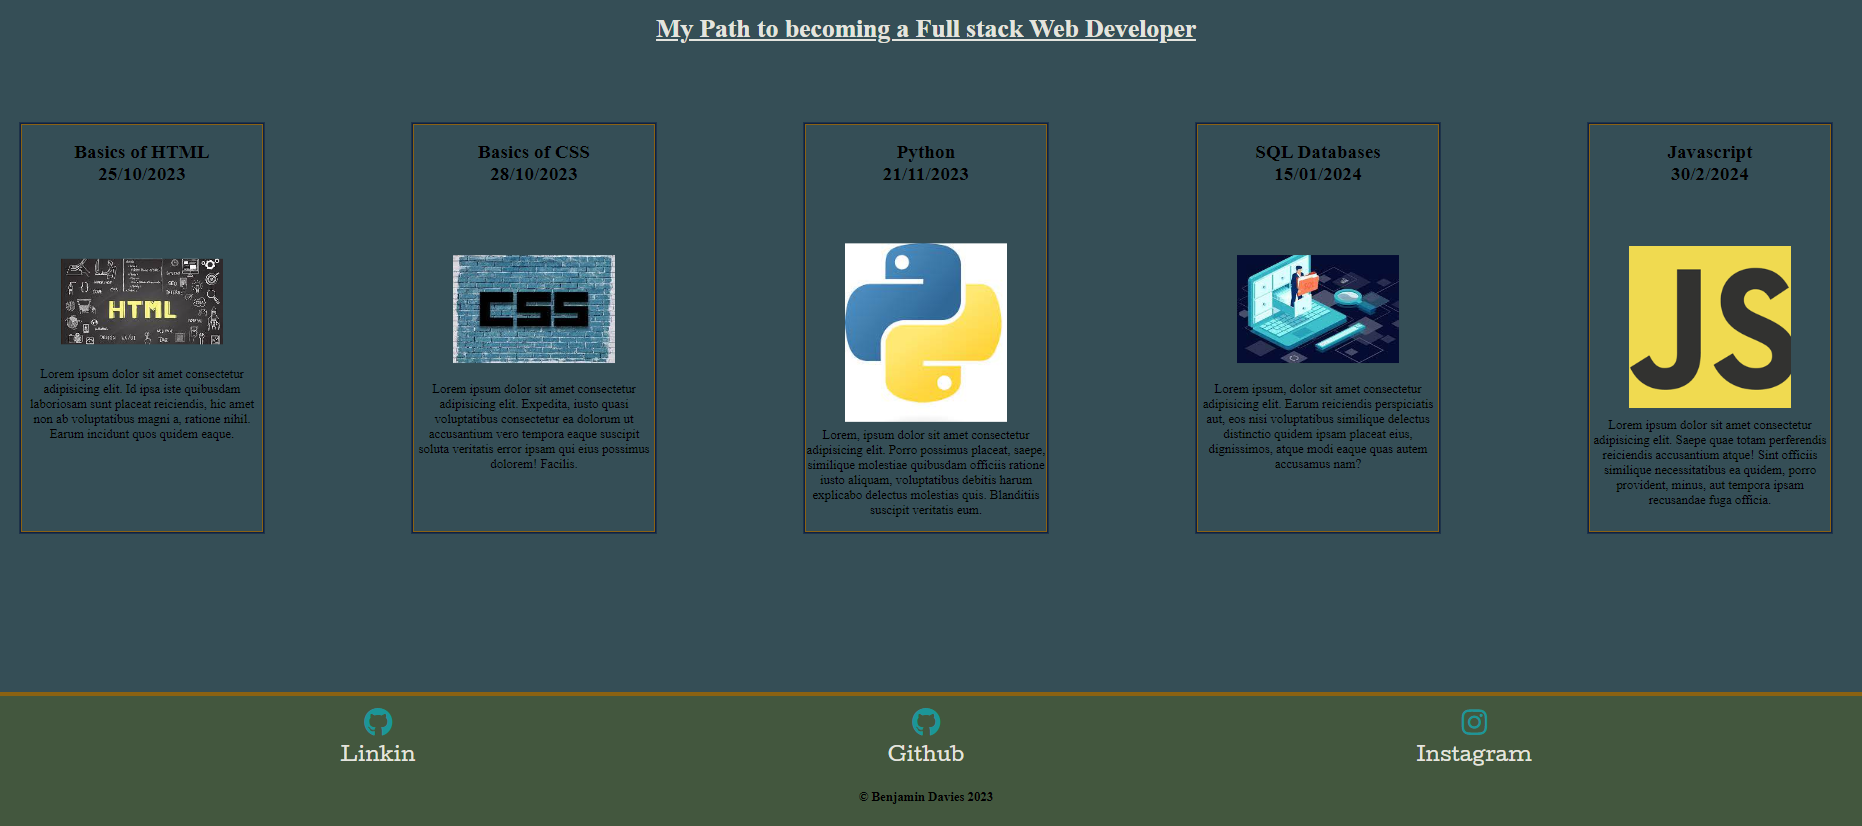 My Path to becoming a Full stack Web Developer
Basics of HTML
25/10/2023
HTML
Lorem ipsum dolor sit amet consectetur
adipisicing elit. Id ipsa iste quibusdam
laboriosam sunt placeat reiciendis, hic amet
non ab voluptatibus magni a, ratione nihil.
Earum incidunt quos quidem eaque.
Basics of CSS
28/10/2023
CSS
Lorem ipsum dolor sit amet consectetur
adipisicing elit. Expedita, iusto quasi
voluptatibus consectetur ea dolorum ut
accusantium vero tempora eaque suscipit
soluta veritatis error ipsam qui eius possimus
dolorem! Facilis.
Python
21/11/2023
Lorem, ipsum dolor sit amet consectetur
adipisicing elit. Porro possimus placeat, saepe,
similique molestiae quibusdam officiis ratione
iusto aliquam, voluptatibus debitis harum
explicabo delectus molestias quis. Blanditiis
suscipit veritatis eum.
SQL Databases
15/01/2024
Lorem ipsum, dolor sit amet consectetur
adipisicing elit. Earum reiciendis perspiciatis
aut, eos nisi voluptatibus similique delectus
distinctio quidem ipsam placeat eius,
dignissimos, atque modi eaque quas autem
accusamus nam?
Javascript
30/2/2024
JS
Lorem ipsum dolor sit amet consectetur
adipisicing elit. Saepe quae totam perferendis
reiciendis accusantium atque! Sint officiis
similique necessitatibus ea quidem, porro
provident, minus, aut tempora ipsam
recusandae fuga officia.
Linkin
Github
Instagram
© Benjamin Davies 2023